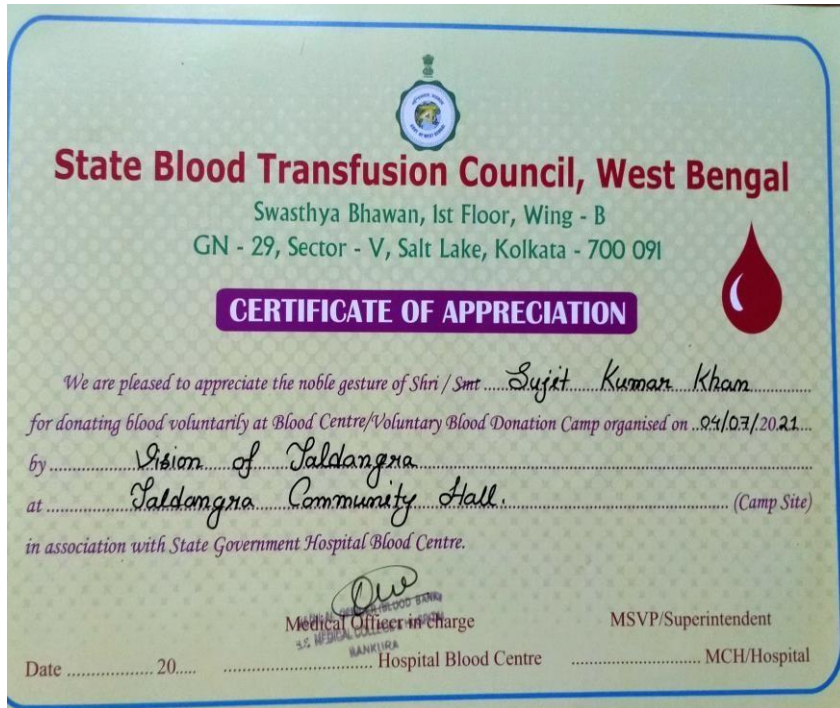 State Blood Transfusion Council, West Bengal
Swasthya Bhawan, Ist Floor, Wing - B
GN - 29, Sector - V, Salt Lake, Kolkata - 700 091
CERTIFICATE OF APPRECIATION
We are pleased to appreciate the noble gesture of Shri / Smt ..... Sujit Kumar Khan
for donating blood voluntarily at Blood Centre/Voluntary Blood Donation Camp organised on ..04/07/.2021...
by ........... Vision of Taldangra ...........
at ........... Taldangra Community Hall. ........... (Camp Site)
in association with State Government Hospital Blood Centre.
Medical Officer in-charge MSVP/Superintendent
BANKURA
Date .................. 20.... .............................. Hospital Blood Centre .......................... MCH/Hospital